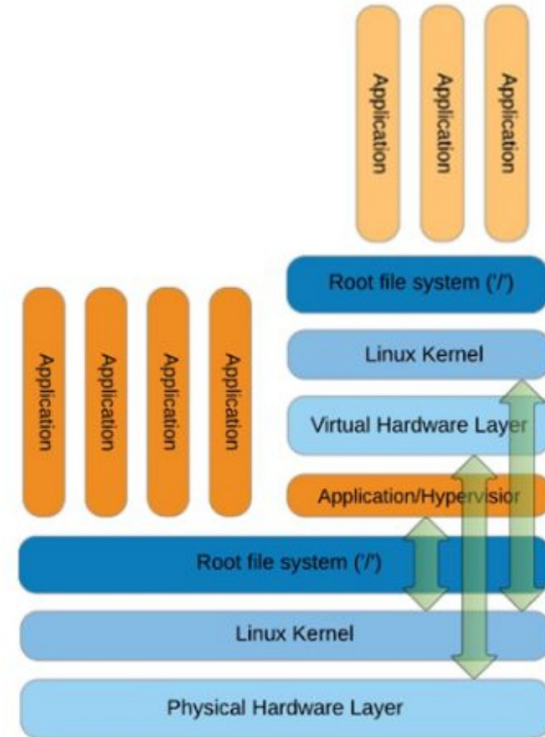 Application
Application
Application
Root file system ('/')
Linux Kernel
Virtual Hardware Layer
Application
Application
Application
Application
Application/Hypervisior
Root file system ('/')
Linux Kernel
Physical Hardware Layer